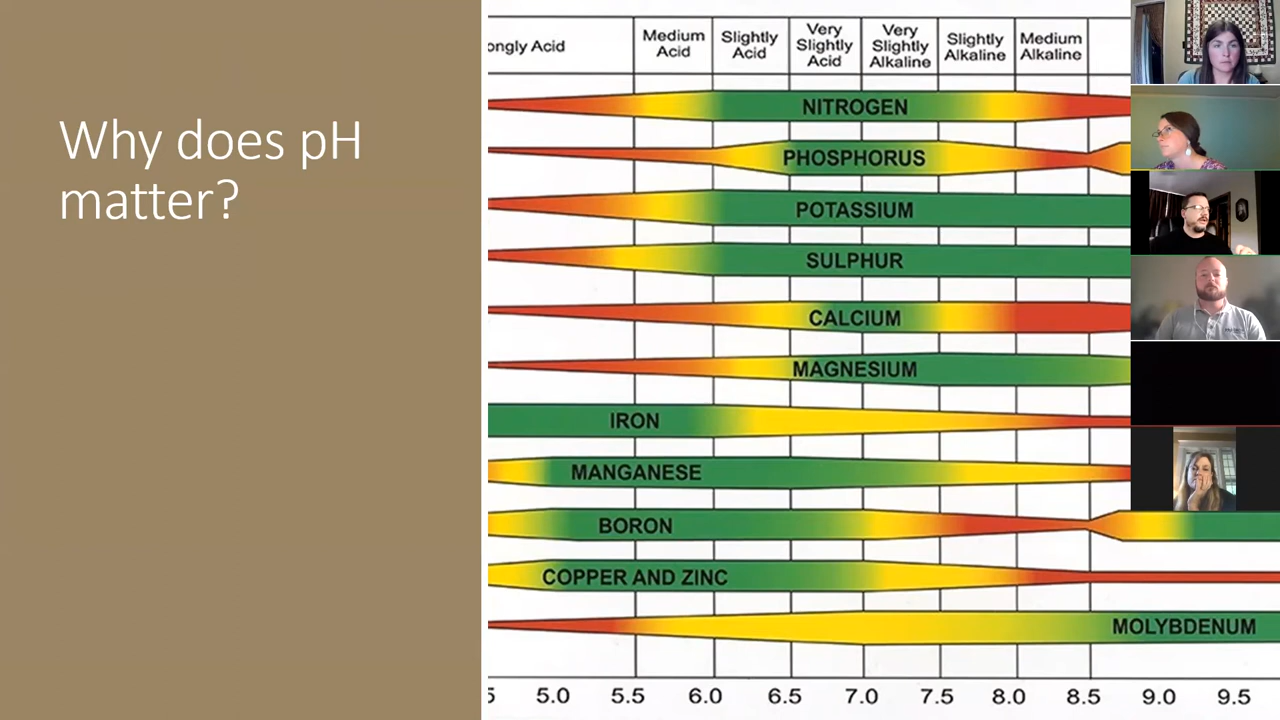 Why does pH
matter?
ongly Acid
Medium
Acid
Slightly
Acid
Very
Slightly
Acid
Very
Slightly
Alkaline
Slightly
Alkaline
Medium
Alkaline
NITROGEN
PHOSPHORUS
POTASSIUM
SULPHUR
CALCIUM
MAGNESIUM
IRON
MANGANESE
BORON
COPPER AND ZINC
MOLYBDENUM
5 5.0 5.5 6.0 6.5 7.0 7.5 8.0 8.5 9.0 9.5